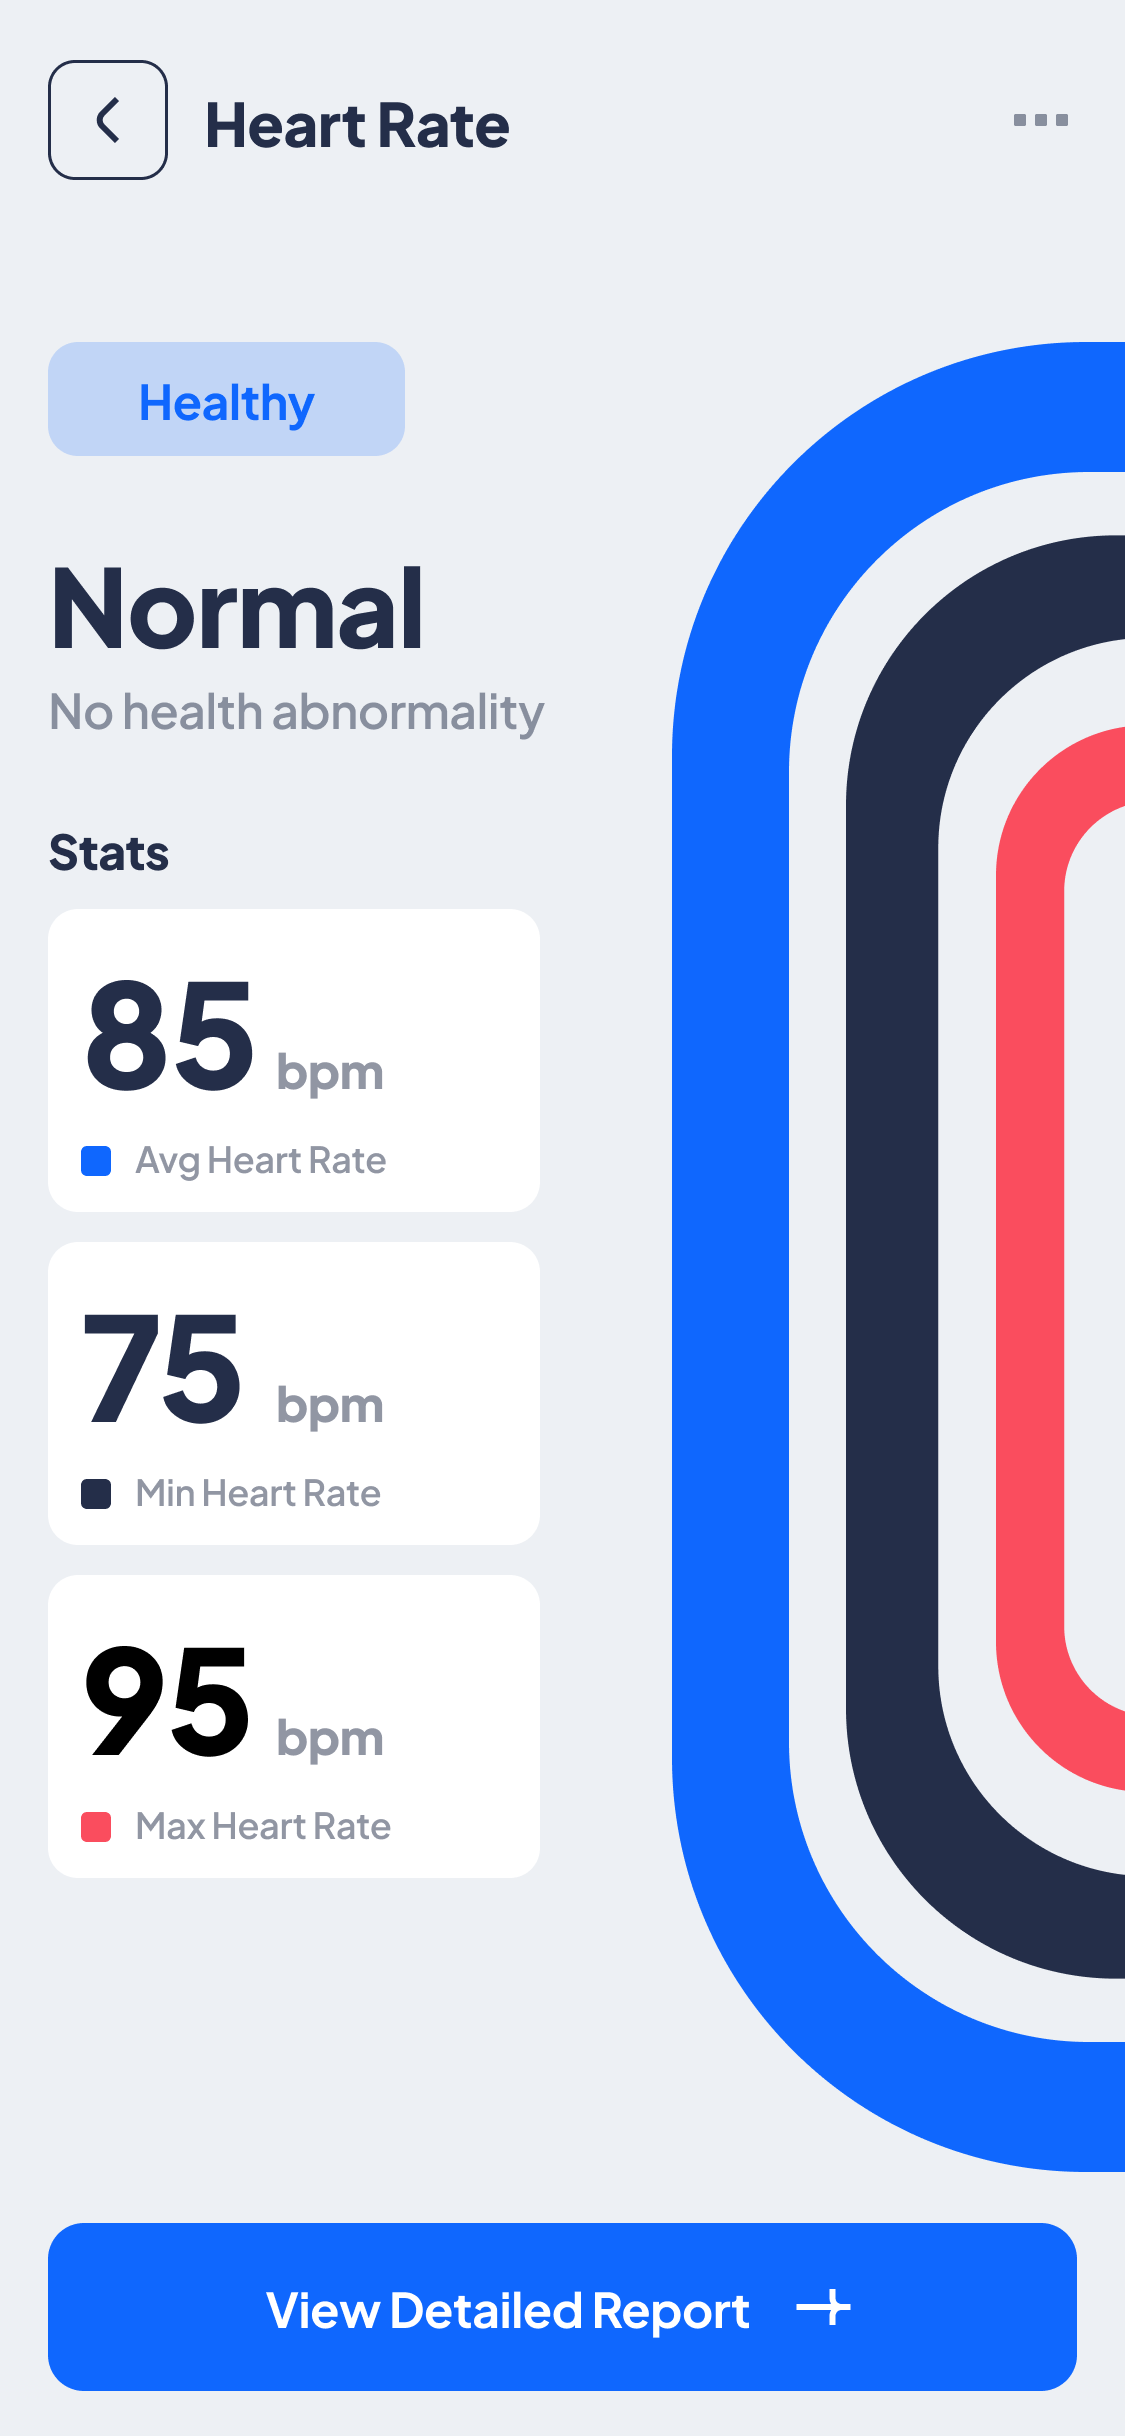 Heart Rate
Healthy
Normal
No health abnormality
Stats
85 bpm
Avg Heart Rate
75 bpm
Min Heart Rate
95 bpm
Max Heart Rate
View Detailed Report